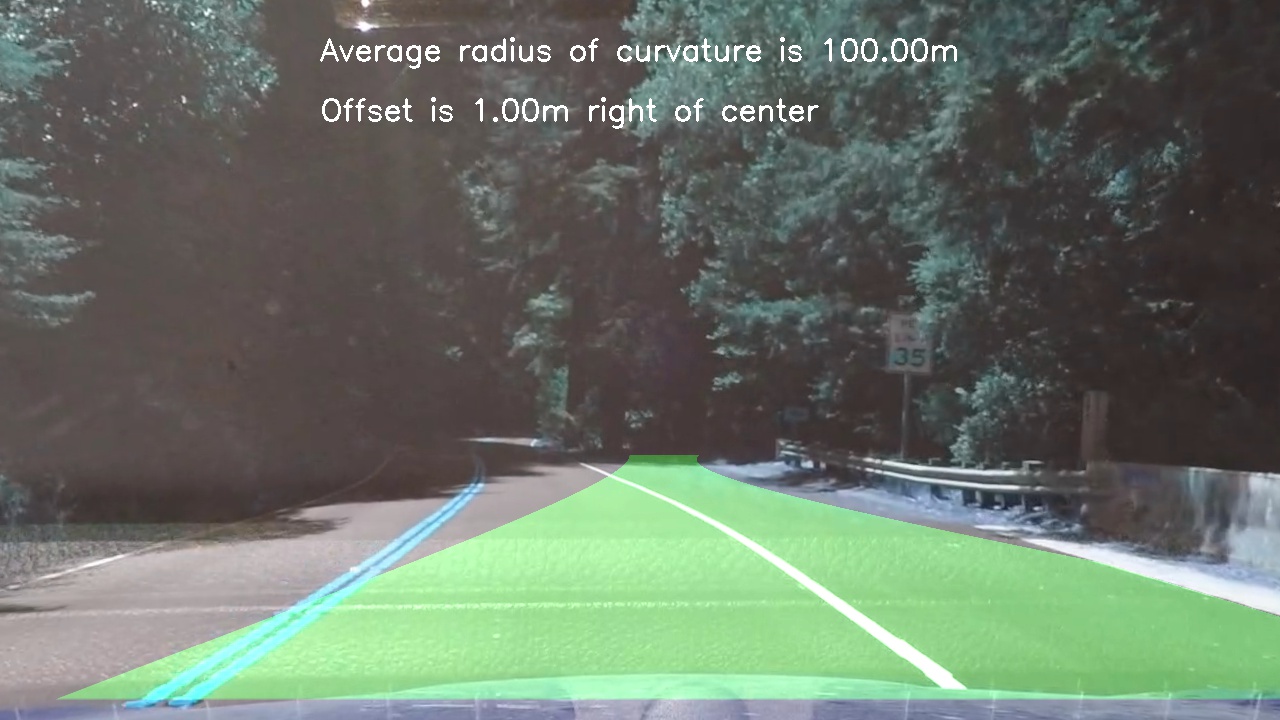 Average radius of curvature is 100.00m
Offset is 1.00m right of center
35